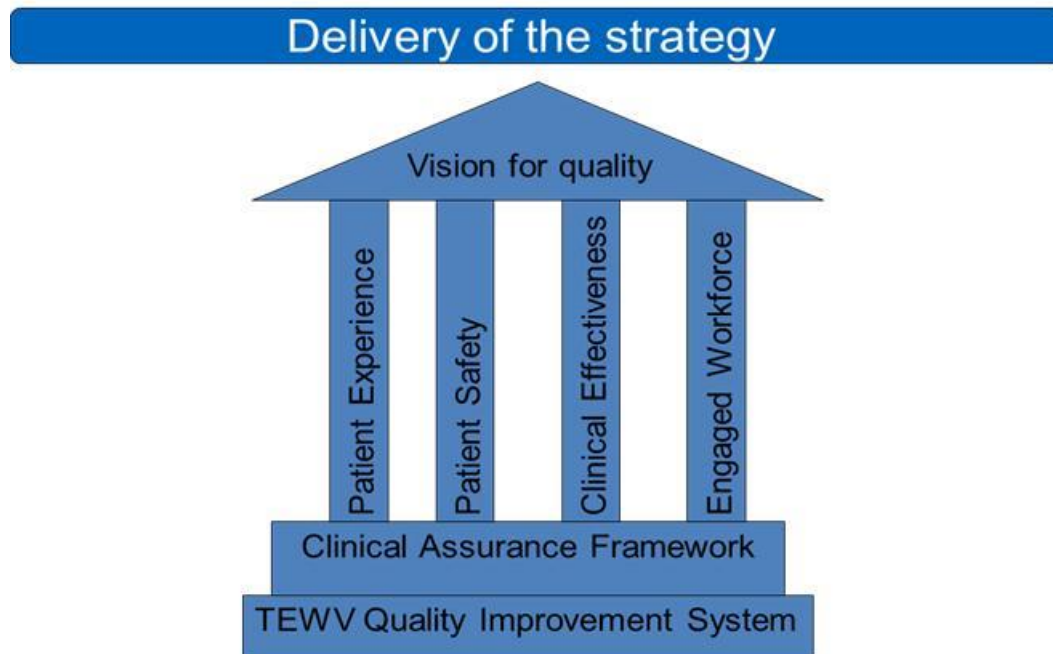 Delivery of the strategy
Vision for quality
Patient Experience
Patient Safety
Clinical Effectiveness
Engaged Workforce
Clinical Assurance Framework
TEWV Quality Improvement System